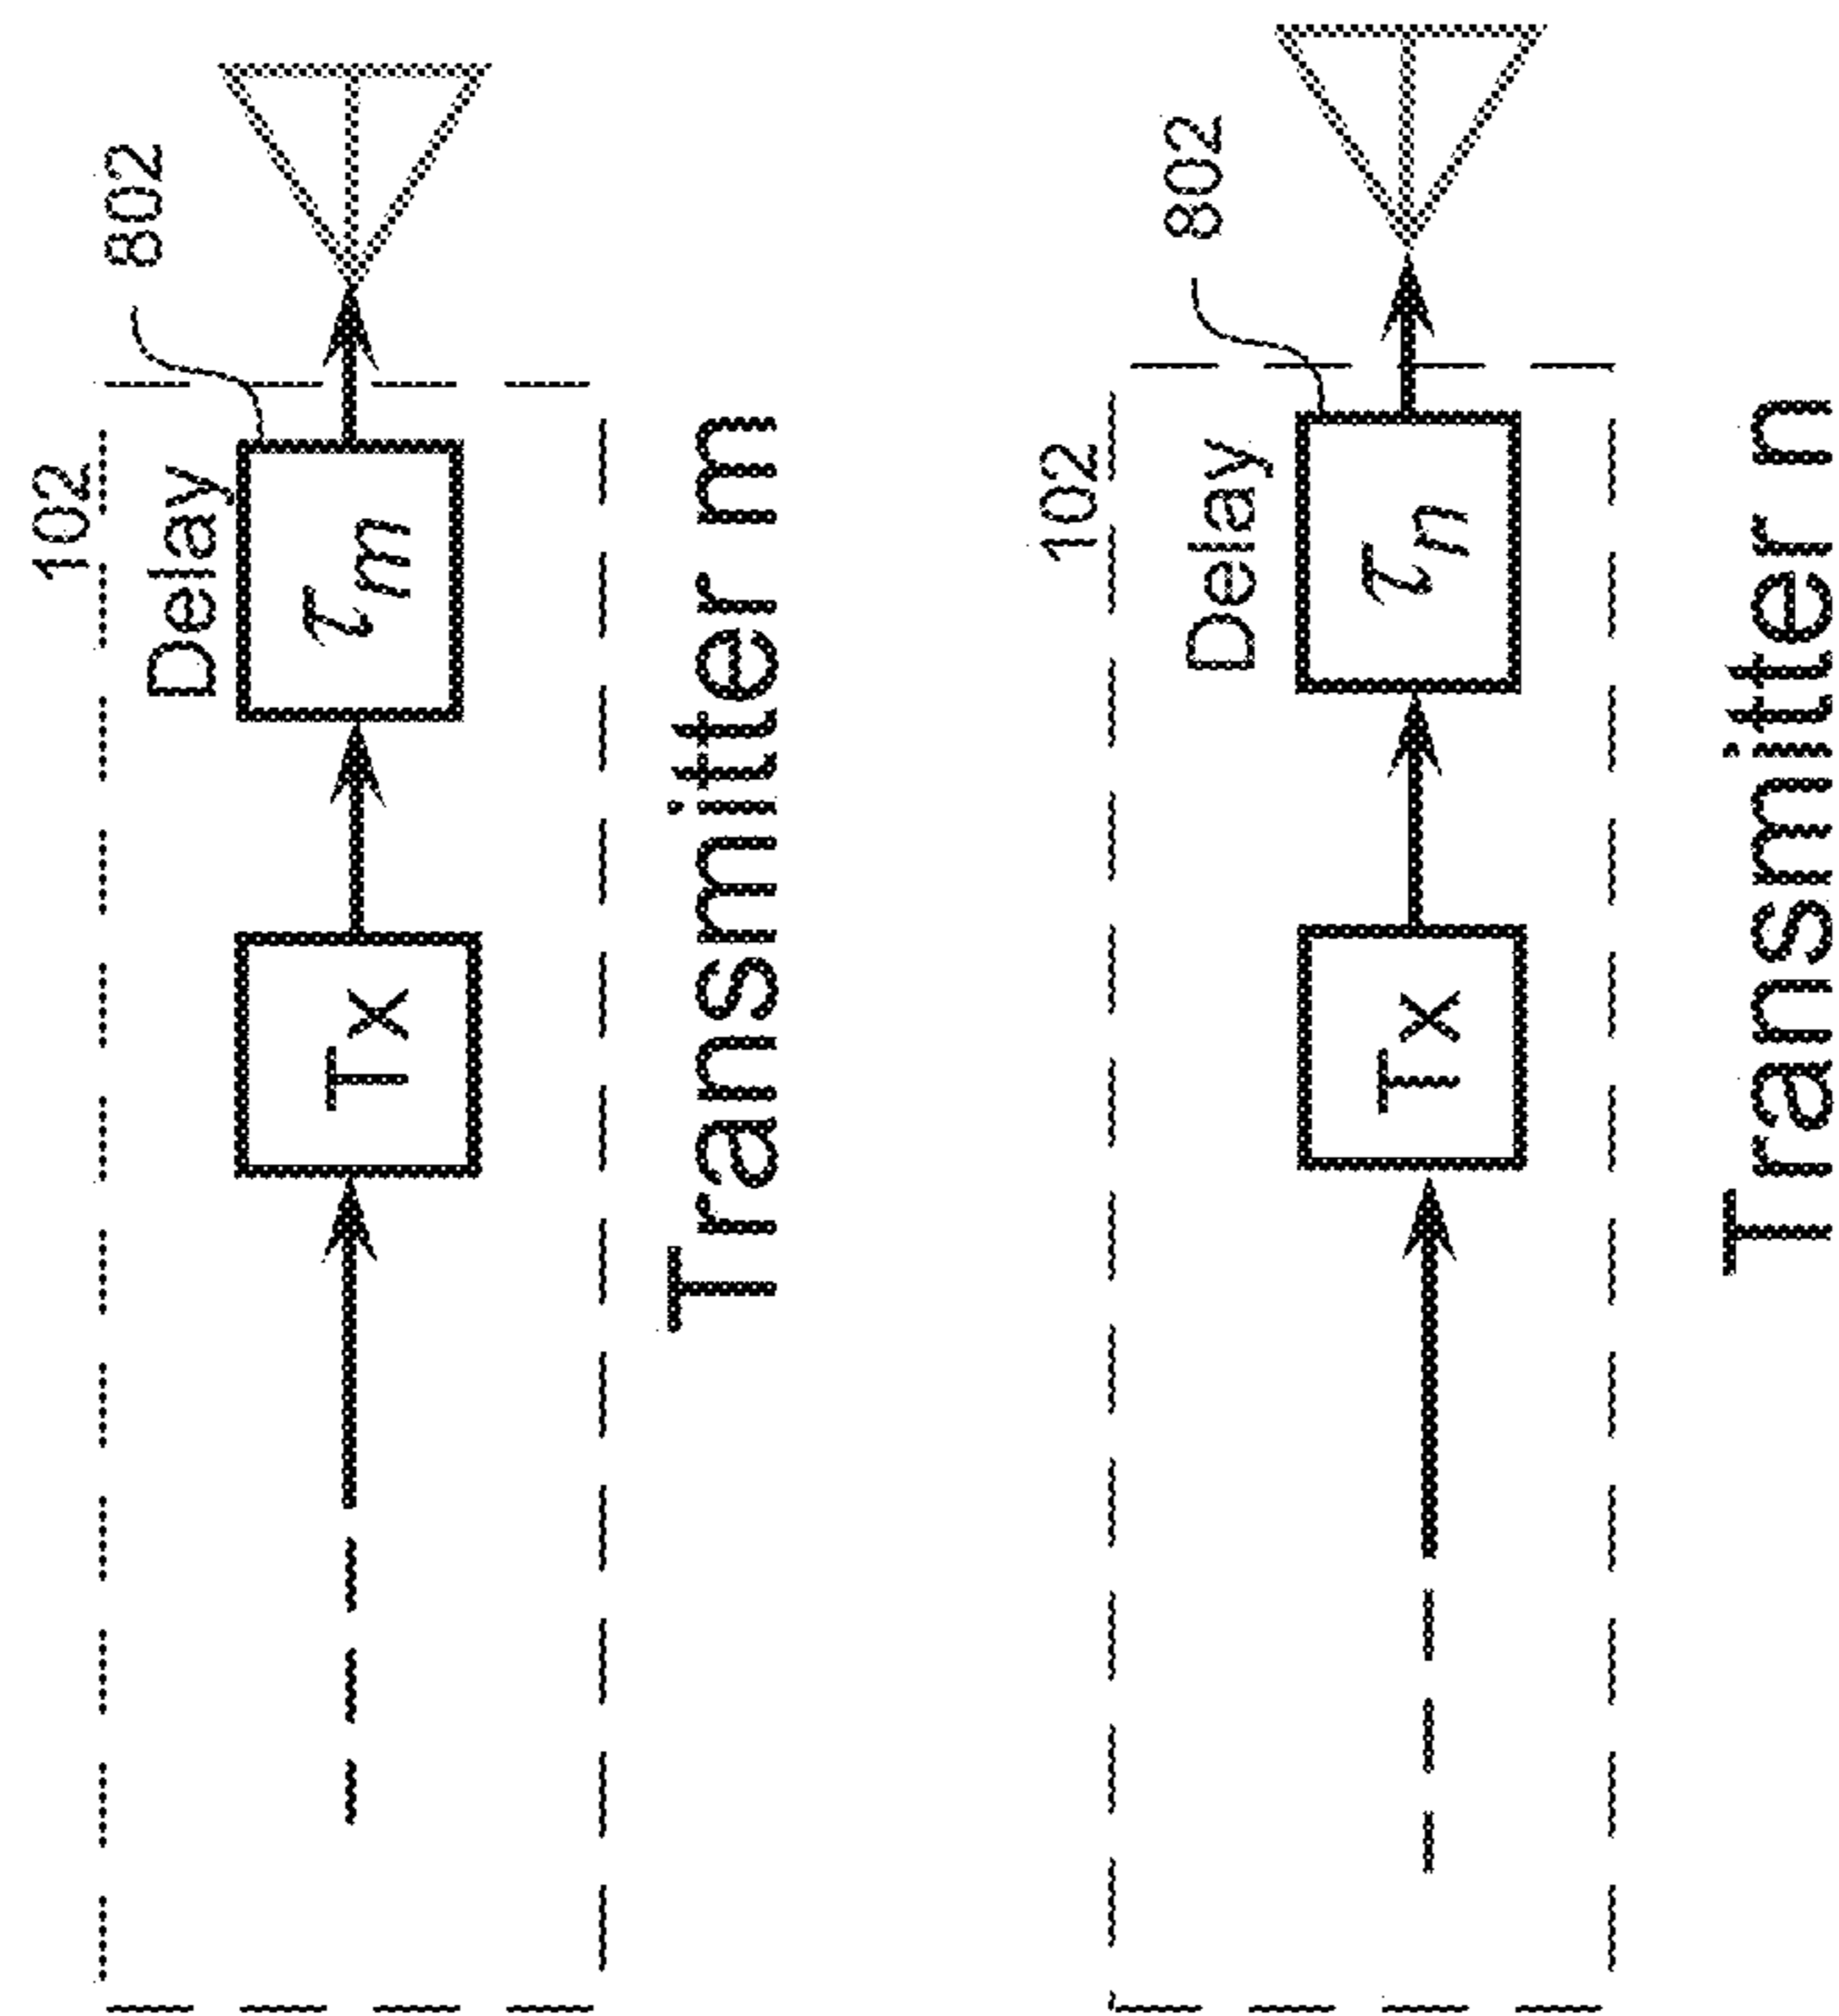 102
802
Delay
Tx
τm
Transmitter m
102
802
Delay
Tx
τn
Transmitter n